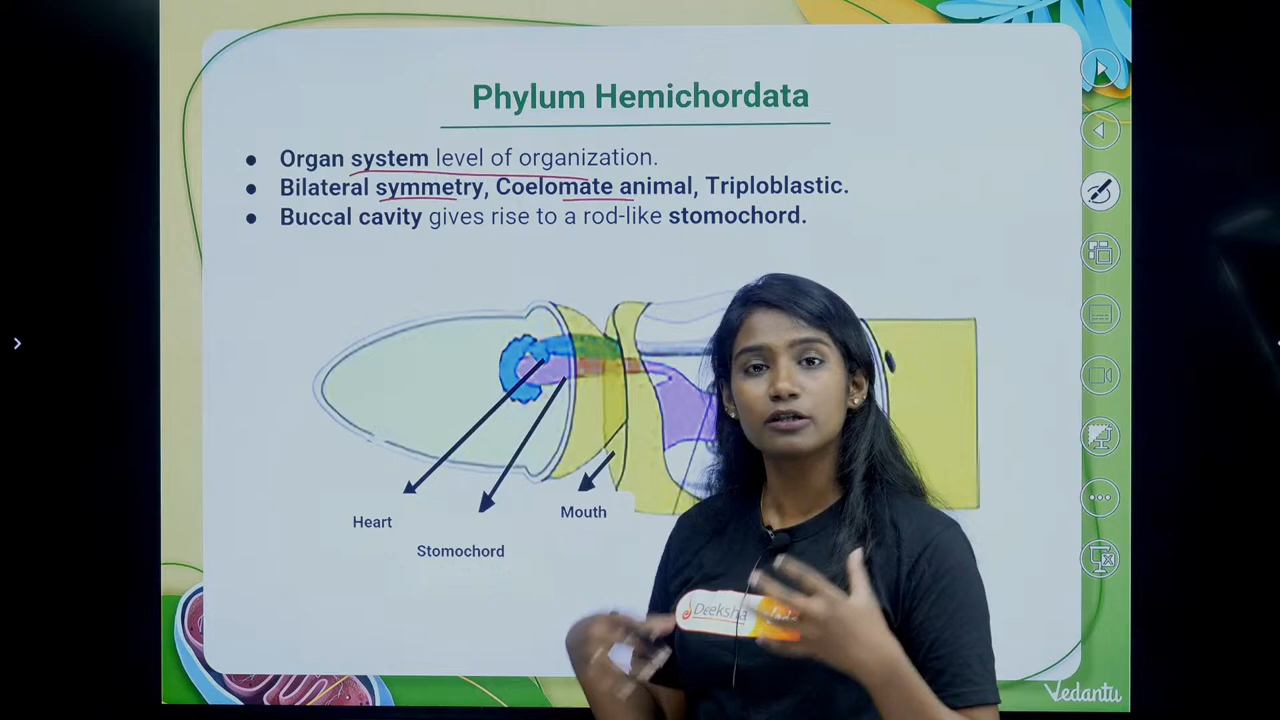 Phylum Hemichordata
● Organ system level of organization.
● Bilateral symmetry, Coelomate animal, Triploblastic.
● Buccal cavity gives rise to a rod-like stomochord.
Heart
Stomochord
Mouth
Deeksha
Vedantu